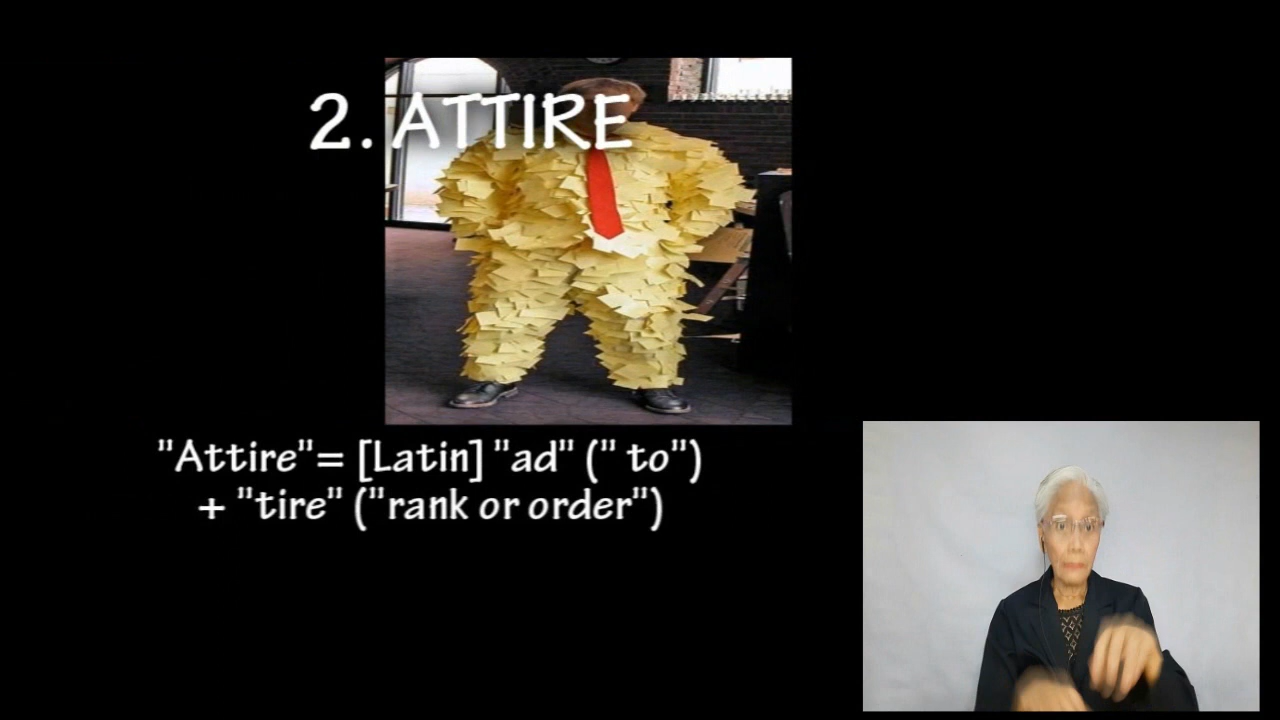 2. ATTIRE
"Attire"= [Latin] "ad" (" to")
+ "tire" ("rank or order")